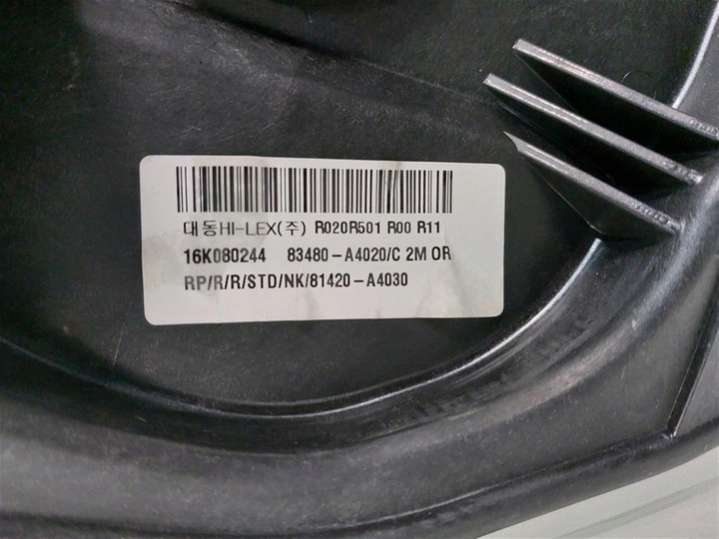 대동HI-LEX(주) R020R501 R00 R11
16K080244 83480-A4020/C 2M OR
RP/R/R/STD/NK/81420-A4030